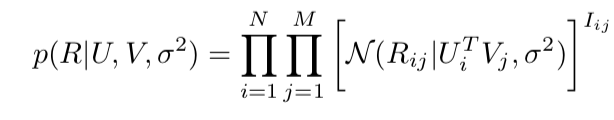 p(R|U, V, σ²) = ∏_{i=1}^{N} ∏_{j=1}^{M} [𝒩(R_{ij}|U_i^T V_j, σ²)]^{I_{ij}}